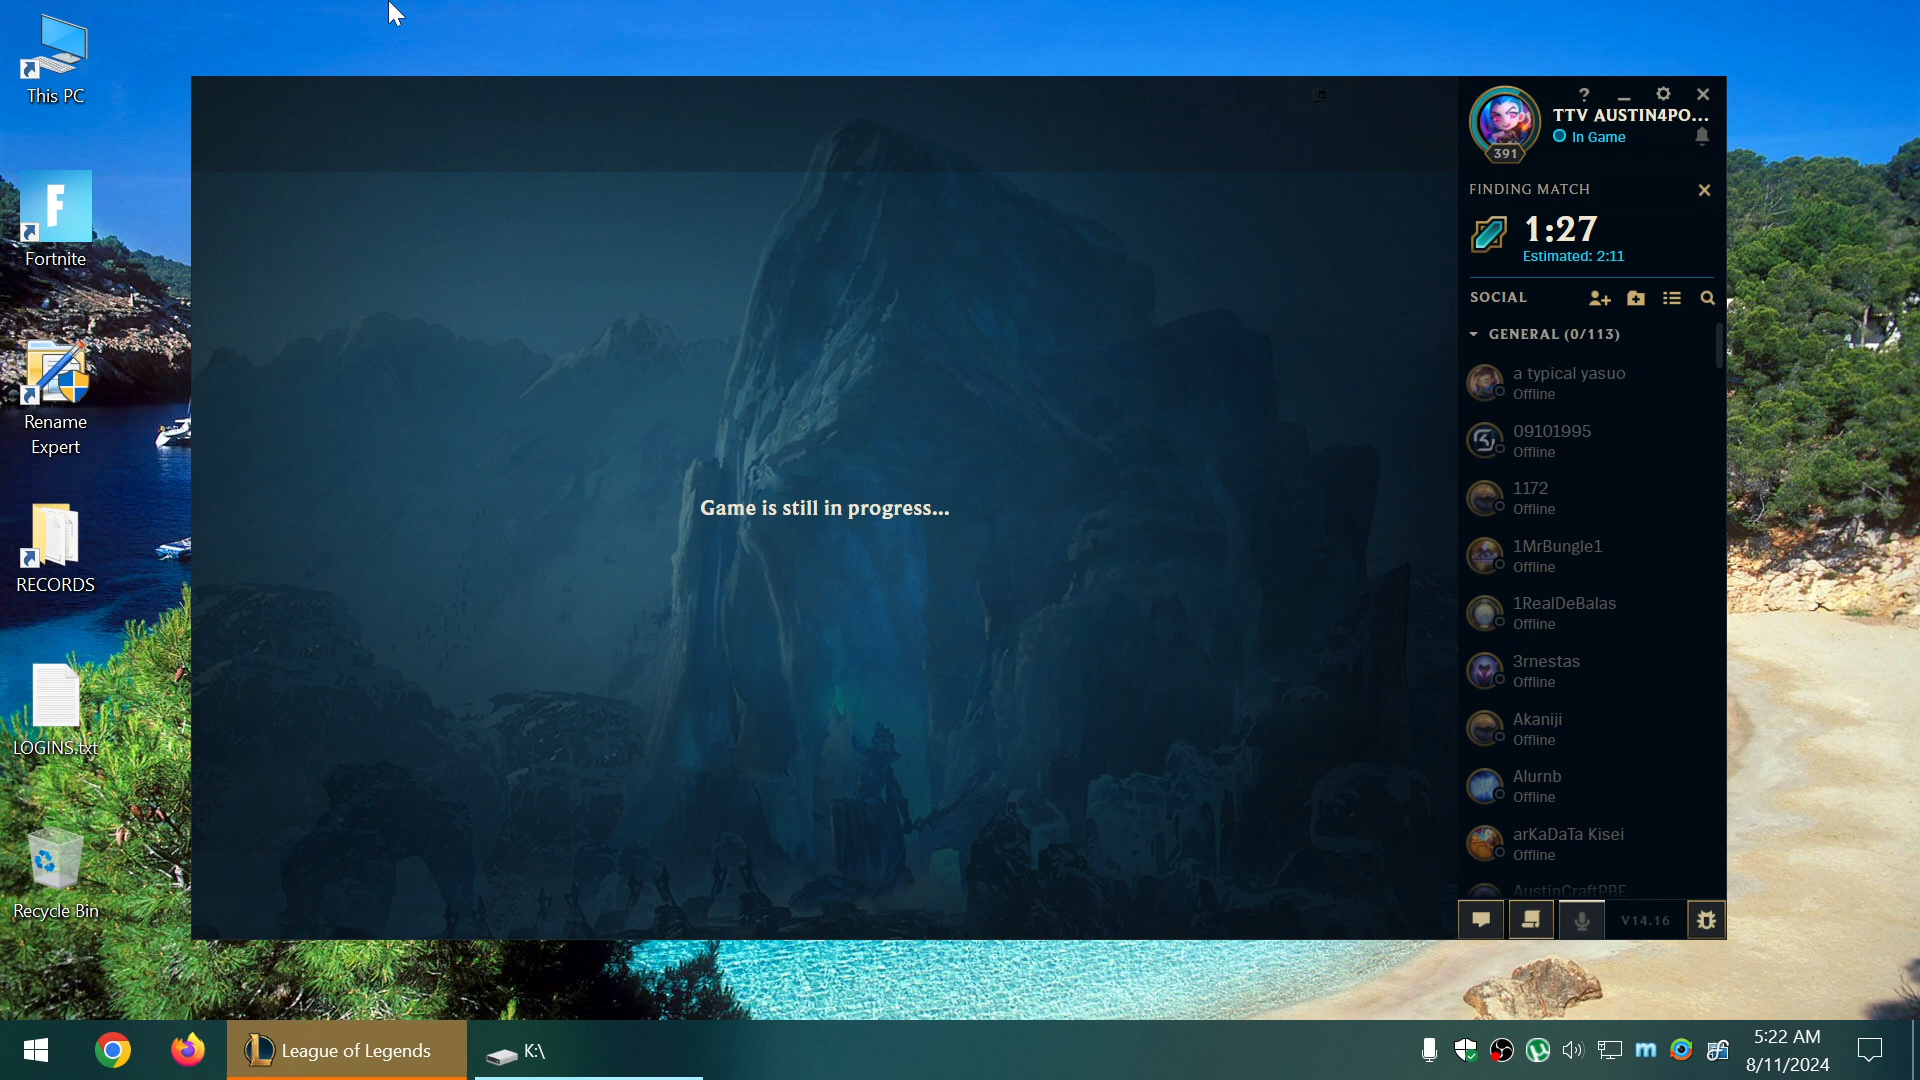 This PC
Fortnite
Rename
Expert
RECORDS
LOGINS.txt
Recycle Bin
Game is still in progress...
?
TTV AUSTIN4PO...
In Game
391
FINDING MATCH
1:27
Estimated: 2:11
SOCIAL
GENERAL (0/113)
a typical yasuo
Offline
09101995
Offline
1172
Offline
1MrBungle1
Offline
1RealDeBalas
Offline
3rnestas
Offline
Akaniji
Offline
Alurnb
Offline
arKaDaTa Kisei
Offline
AustinCraftPBE
V14.16
League of Legends
K:\
5:22 AM
8/11/2024